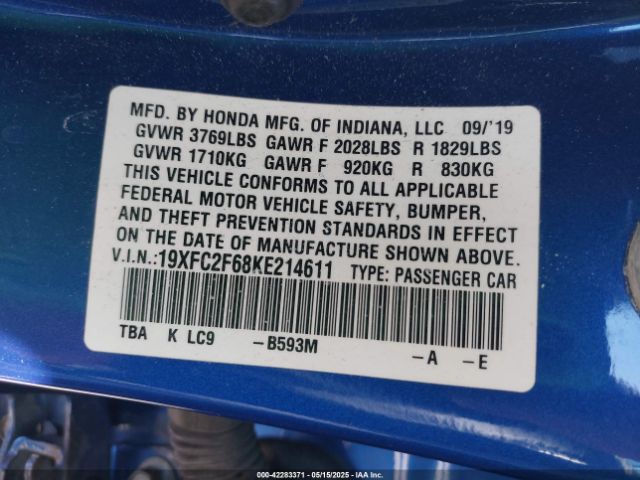 MFD. BY HONDA MFG. OF INDIANA, LLC 09/'19
GVWR 3769LBS GAWR F 2028LBS R 1829LBS
GVWR 1710KG GAWR F 920KG R 830KG
THIS VEHICLE CONFORMS TO ALL APPLICABLE
FEDERAL MOTOR VEHICLE SAFETY, BUMPER,
AND THEFT PREVENTION STANDARDS IN EFFECT
ON THE DATE OF MANUFACTURE SHOWN ABOVE.
V.I.N.:19XFC2F68KE214611 TYPE: PASSENGER CAR
TBA K LC9 –B593M –A –E
000-42283371 - 05/15/2025 - IAA Inc.